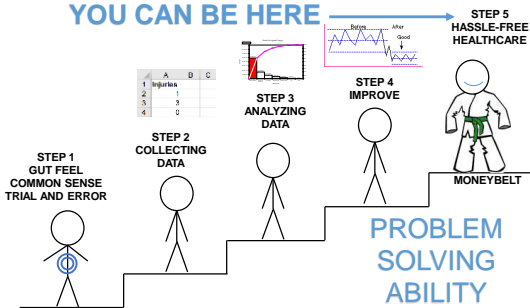 YOU CAN BE HERE
STEP 5
HASSLE-FREE
HEALTHCARE
Before
After
Good
STEP 4
IMPROVE
STEP 3
ANALYZING
DATA
A B C
1 Injuries
2 1
3 3
4 0
STEP 2
COLLECTING
DATA
STEP 1
GUT FEEL
COMMON SENSE
TRIAL AND ERROR
MONEYBELT
PROBLEM
SOLVING
ABILITY